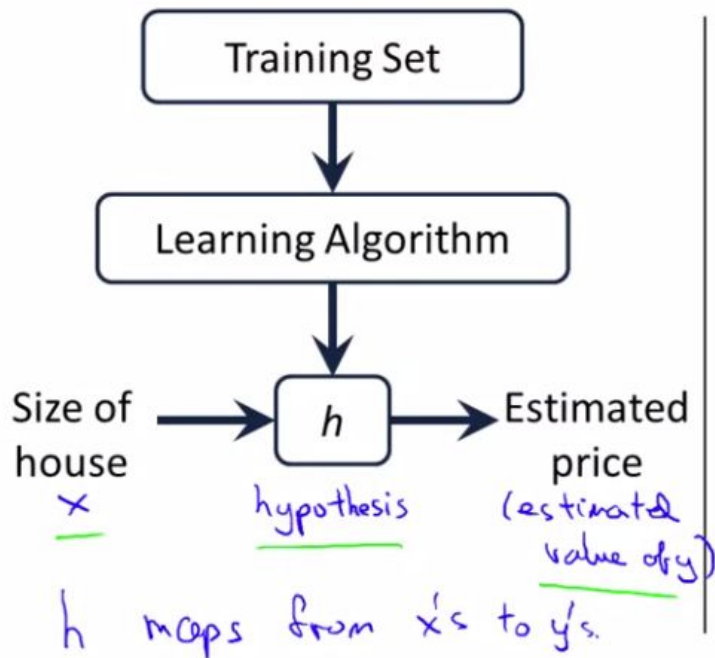 Training Set
Learning Algorithm
Size of
house
h
Estimated
price
x
hypothesis
(estimated
value of y)
h maps from x's to y's.